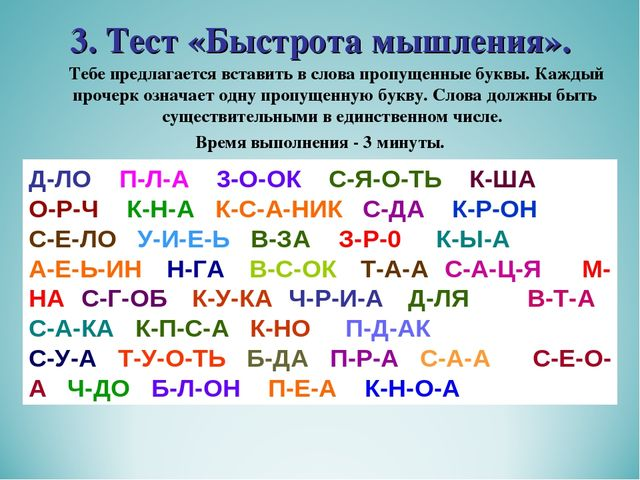 3. Тест «Быстрота мышления».
Тебе предлагается вставить в слова пропущенные буквы. Каждый
прочерк означает одну пропущенную букву. Слова должны быть
существительными в единственном числе.
Время выполнения - 3 минуты.
Д-ЛО П-Л-А З-О-ОК С-Я-О-ТЬ К-ША
О-Р-Ч К-Н-А К-С-А-НИК С-ДА К-Р-ОН
С-Е-ЛО У-И-Е-Ь В-ЗА З-Р-0 К-Ы-А
А-Е-Ь-ИН Н-ГА В-С-ОК Т-А-А С-А-Ц-Я М-
НА С-Г-ОБ К-У-КА Ч-Р-И-А Д-ЛЯ В-Т-А
С-А-КА К-П-С-А К-НО П-Д-АК
С-У-А Т-У-О-ТЬ Б-ДА П-Р-А С-А-А С-Е-О-
А Ч-ДО Б-Л-ОН П-Е-А К-Н-О-А